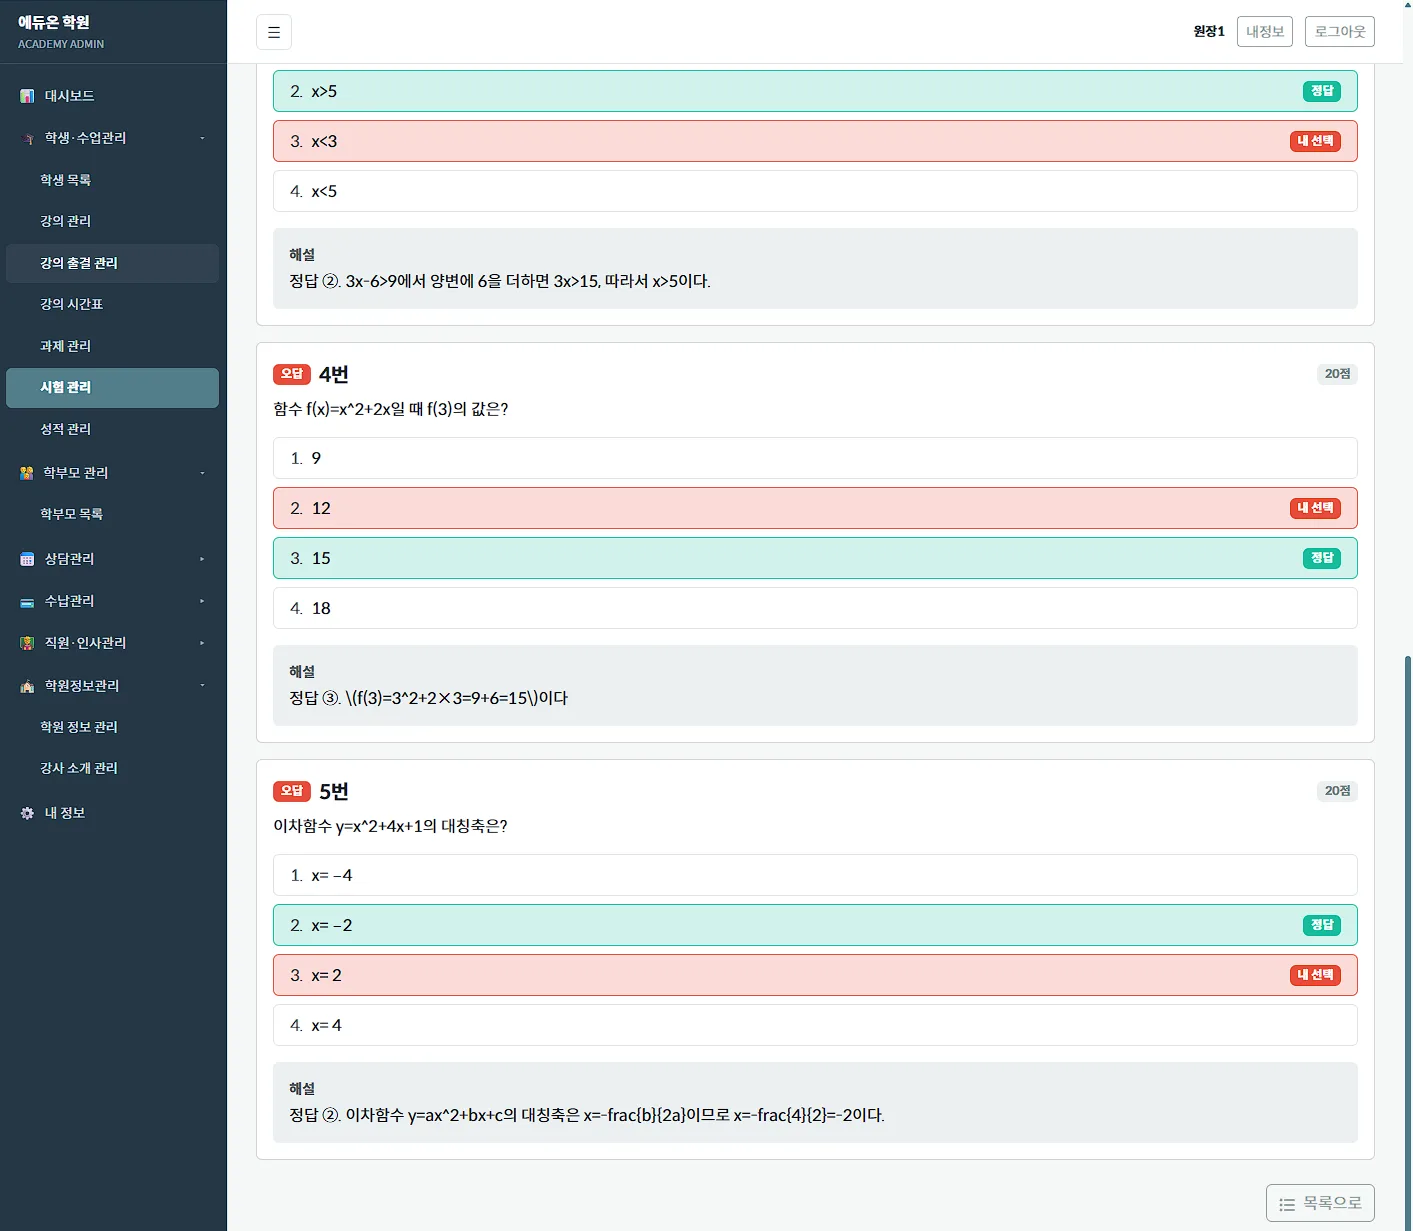 에듀온 학원
ACADEMY ADMIN
대시보드
학생·수업관리
학생 목록
강의 관리
강의 출결 관리
강의 시간표
과제 관리
시험 관리
성적 관리
학부모 관리
학부모 목록
상담관리
수납관리
직원·인사관리
학원정보관리
학원 정보 관리
강사 소개 관리
내 정보
원장1 내정보 로그아웃
2. x>5 정답
3. x<3 내 선택
4. x<5
해설
정답 ②. 3x-6>9에서 양변에 6을 더하면 3x>15, 따라서 x>5이다.
오답 4번 20점
함수 f(x)=x^2+2x일 때 f(3)의 값은?
1. 9
2. 12 내 선택
3. 15 정답
4. 18
해설
정답 ③. \(f(3)=3^2+2×3=9+6=15\)이다
오답 5번 20점
이차함수 y=x^2+4x+1의 대칭축은?
1. x= −4
2. x= −2 정답
3. x= 2 내 선택
4. x= 4
해설
정답 ②. 이차함수 y=ax^2+bx+c의 대칭축은 x=-frac{b}{2a}이므로 x=-frac{4}{2}=-2이다.
목록으로